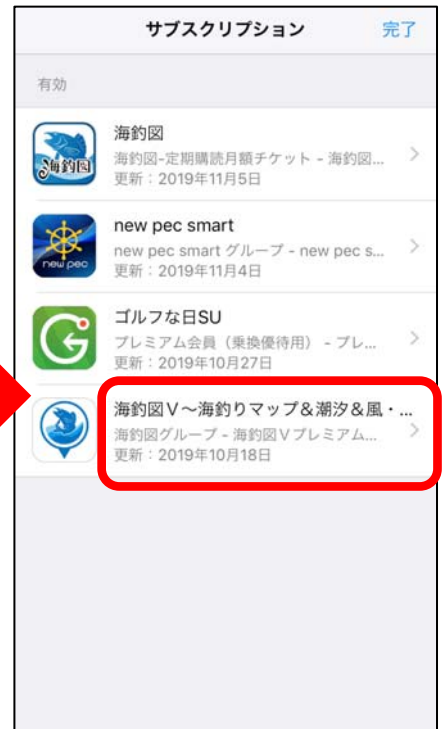 サブスクリプション 完了
有効
海釣図
海釣図
海釣図-定期購読月額チケット - 海釣図...
更新：2019年11月5日
new pec
new pec smart
new pec smart グループ - new pec s...
更新：2019年11月4日
ゴルフな日SU
プレミアム会員（乗換優待用） - プレ...
更新：2019年10月27日
海釣図Ｖ～海釣りマップ＆潮汐＆風・...
海釣図グループ - 海釣図Ｖプレミアム...
更新：2019年10月18日